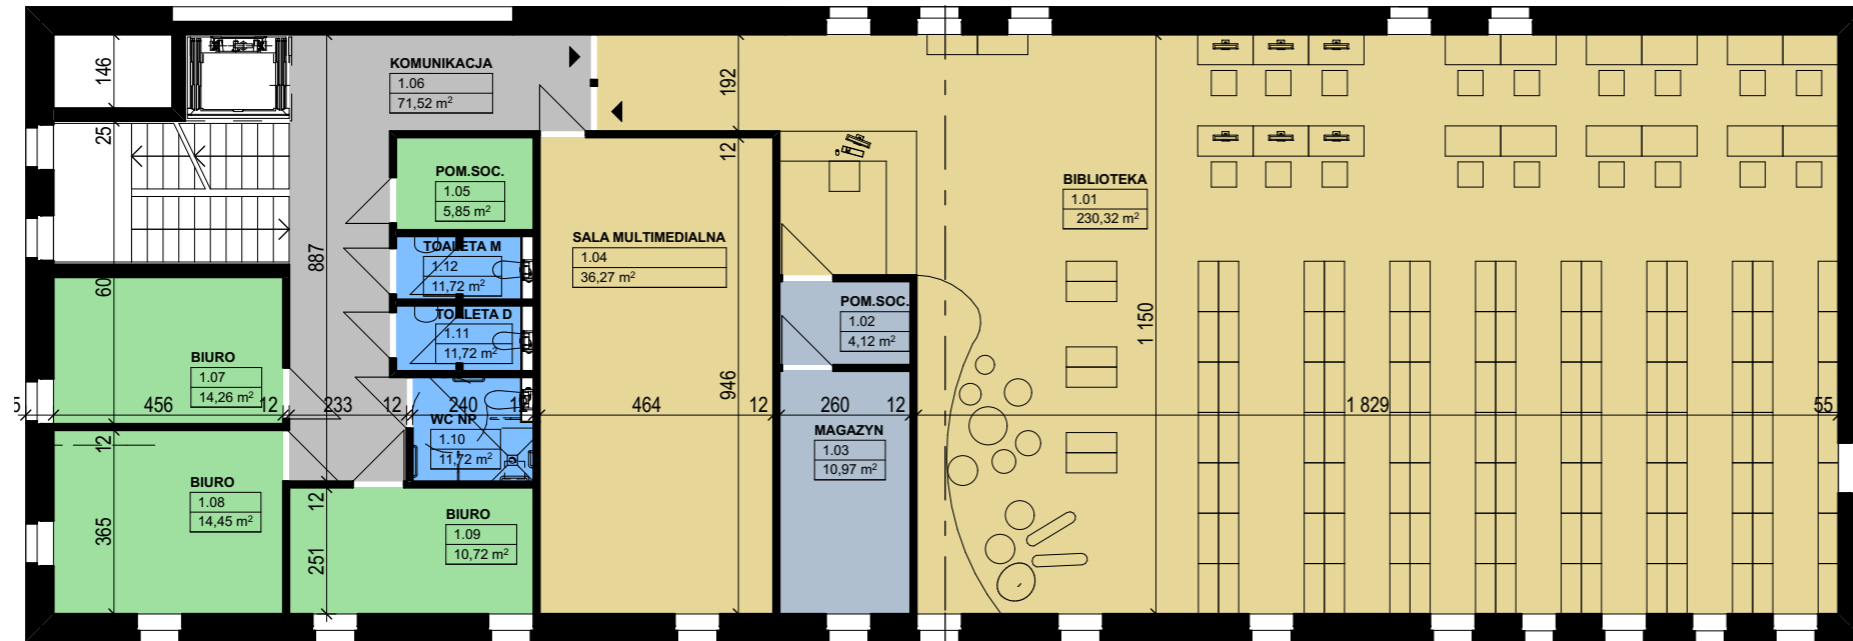 KOMUNIKACJA
1.06
71,52 m²
146
25
192
12
POM.SOC.
1.05
5,85 m²
BIBLIOTEKA
1.01
230,32 m²
TOALETA M
1.12
11,72 m²
SALA MULTIMEDIALNA
1.04
36,27 m²
887
60
TOALETA D
1.11
11,72 m²
POM.SOC.
1.02
4,12 m²
1 150
BIURO
1.07
14,26 m²
946
5
456
12
233
12
240
12
464
12
260
12
1 829
55
WC NP
1.10
11,72 m²
MAGAZYN
1.03
10,97 m²
12
BIURO
1.08
14,45 m²
12
BIURO
1.09
10,72 m²
365
251